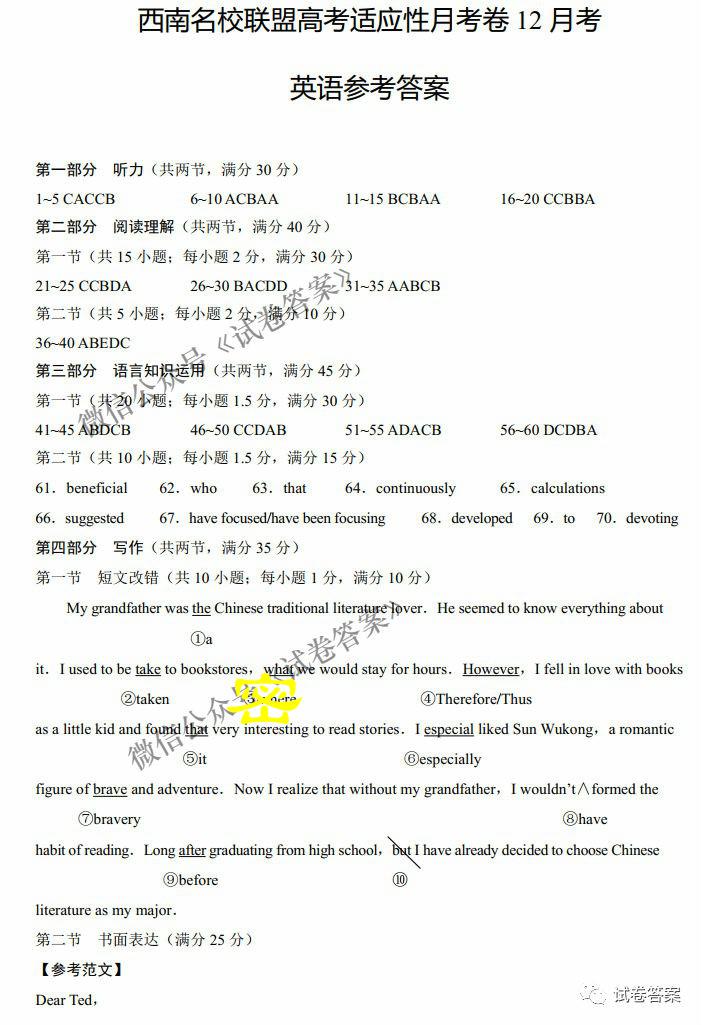 西南名校联盟高考适应性月考卷 12 月考
英语参考答案
第一部分 听力（共两节，满分 30 分）
1~5 CACCB 6~10 ACBAA 11~15 BCBAA 16~20 CCBBA
第二部分 阅读理解（共两节，满分 40 分）
第一节（共 15 小题；每小题 2 分，满分 30 分）
21~25 CCBDA 26~30 BACDD 31~35 AABCB
第二节（共 5 小题；每小题 2 分，满分 10 分）
36~40 ABEDC
第三部分 语言知识运用（共两节，满分 45 分）
第一节（共 20 小题；每小题 1.5 分，满分 30 分）
41~45 ABDCB 46~50 CCDAB 51~55 ADACB 56~60 DCDBA
第二节（共 10 小题；每小题 1.5 分，满分 15 分）
61．beneficial 62．who 63．that 64．continuously 65．calculations
66．suggested 67．have focused/have been focusing 68．developed 69．to 70．devoting
第四部分 写作（共两节，满分 35 分）
第一节 短文改错（共 10 小题；每小题 1 分，满分 10 分）
My grandfather was the Chinese traditional literature lover．He seemed to know everything about
①a
it．I used to be take to bookstores，what we would stay for hours．However，I fell in love with books
②taken ④Therefore/Thus
as a little kid and found that very interesting to read stories．I especial liked Sun Wukong，a romantic
⑤it ⑥especially
figure of brave and adventure．Now I realize that without my grandfather，I wouldn't∧formed the
⑦bravery ⑧have
habit of reading．Long after graduating from high school，but I have already decided to choose Chinese
⑨before ⑩
literature as my major．
第二节 书面表达（满分 25 分）
【参考范文】
Dear Ted，
微信公众号《试卷答案》
微信公众号《试卷答案》
密
试卷答案